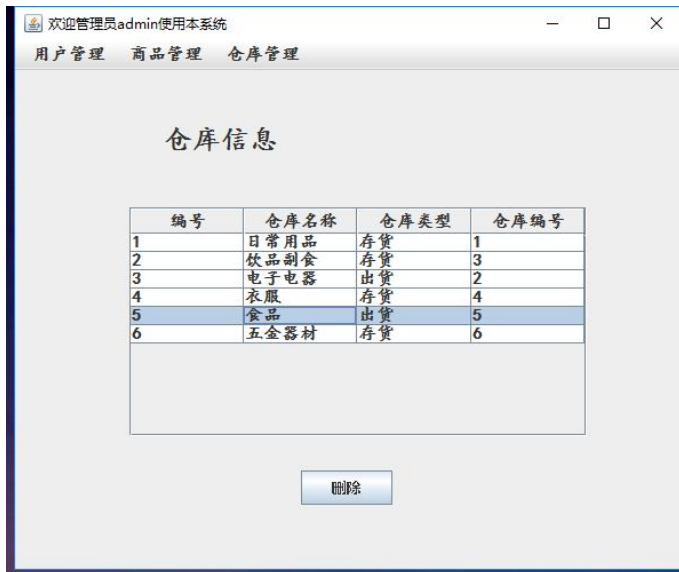 欢迎管理员admin使用本系统
用户管理 商品管理 仓库管理
仓库信息
编号 仓库名称 仓库类型 仓库编号
1 日常用品 存货 1
2 饮品副食 存货 3
3 电子电器 出货 2
4 衣服 存货 4
5 食品 出货 5
6 五金器材 存货 6
删除